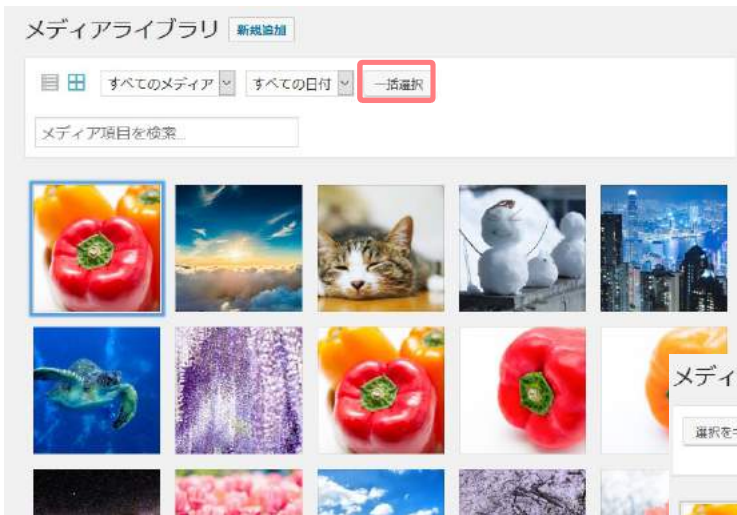 メディアライブラリ 新規追加
すべてのメディア すべての日付 一括選択
メディア項目を検索...
メディ
選択をキ